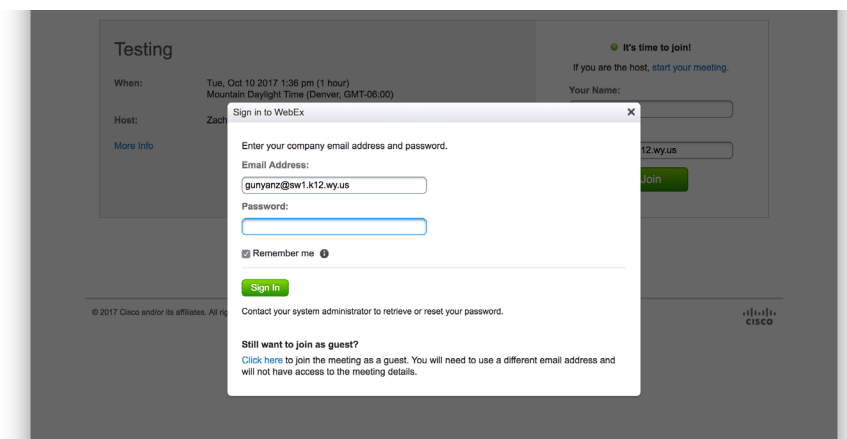 Testing
It's time to join!
If you are the host, start your meeting.
When: Tue, Oct 10 2017 1:36 pm (1 hour)
Mountain Daylight Time (Denver, GMT-06:00)
Your Name:
Host: Zach
More Info
12.wy.us
Join
Sign in to WebEx
Enter your company email address and password.
Email Address:
gunyanz@sw1.k12.wy.us
Password:
Remember me
Sign In
Contact your system administrator to retrieve or reset your password.
Still want to join as guest?
Click here to join the meeting as a guest. You will need to use a different email address and
will not have access to the meeting details.
© 2017 Cisco and/or its affiliates. All rig
CISCO